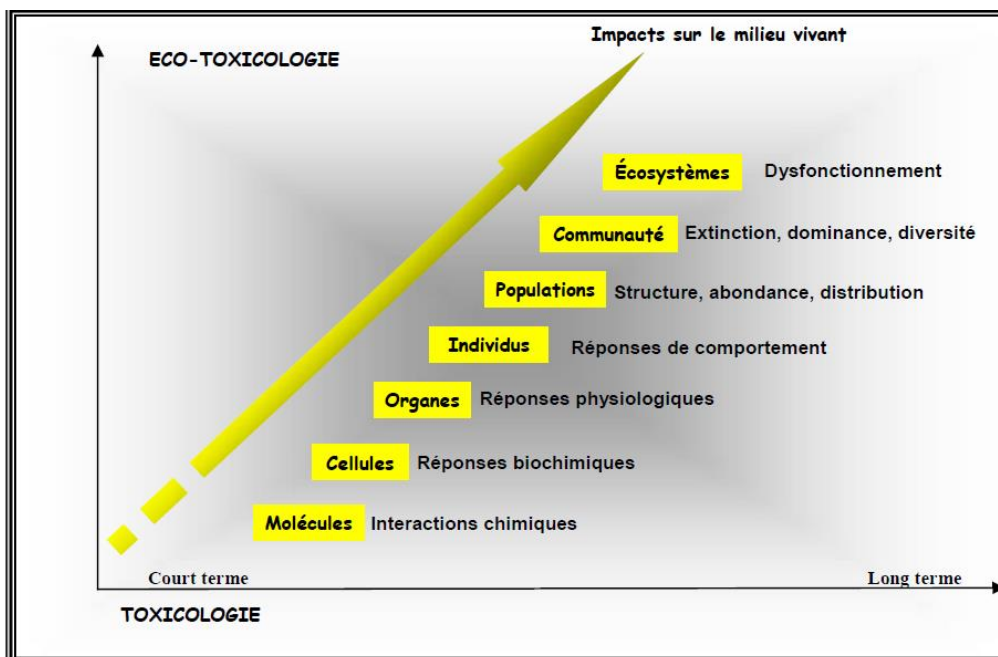 Impacts sur le milieu vivant
ECO-TOXICOLOGIE
Écosystèmes Dysfonctionnement
Communauté Extinction, dominance, diversité
Populations Structure, abondance, distribution
Individus Réponses de comportement
Organes Réponses physiologiques
Cellules Réponses biochimiques
Molécules Interactions chimiques
Court terme Long terme
TOXICOLOGIE